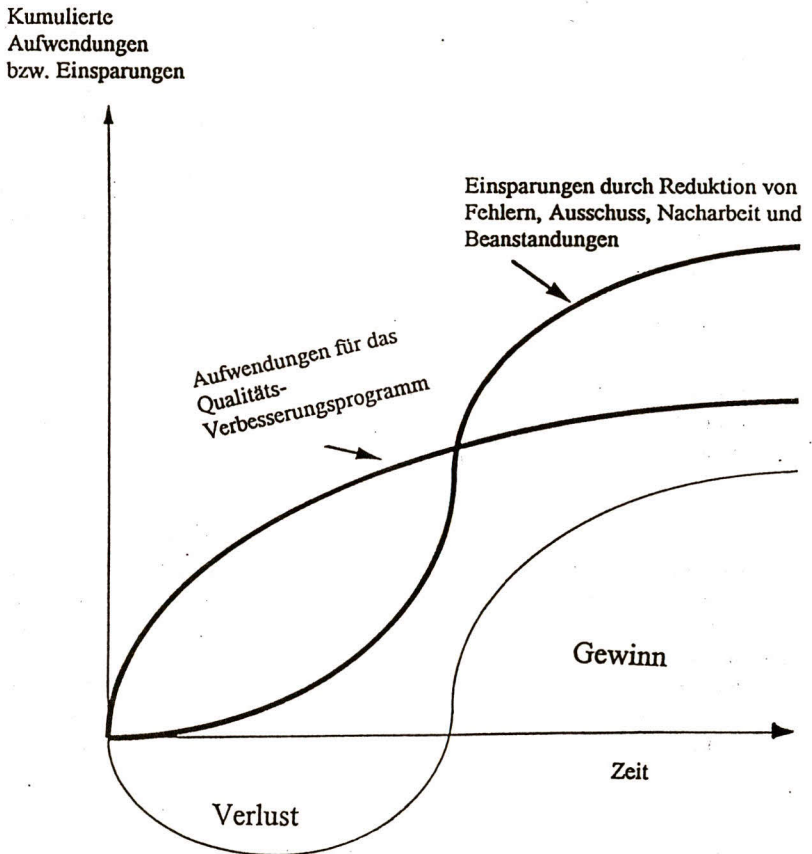 Kumulierte
Aufwendungen
bzw. Einsparungen
Einsparungen durch Reduktion von
Fehlern, Ausschuss, Nacharbeit und
Beanstandungen
Aufwendungen für das
Qualitäts-
Verbesserungsprogramm
Gewinn
Zeit
Verlust